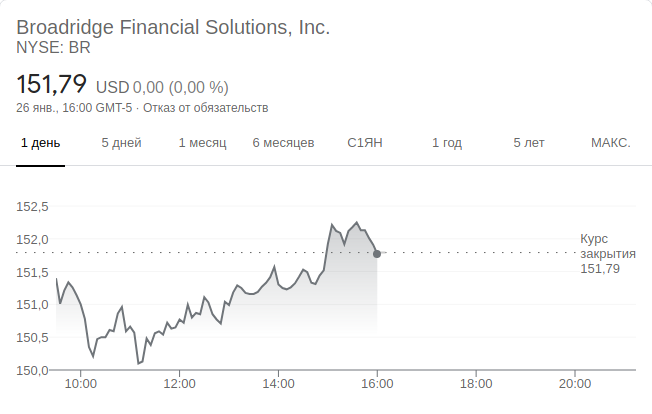 Broadridge Financial Solutions, Inc.
NYSE: BR
151,79 USD 0,00 (0,00 %)
26 янв., 16:00 GMT-5 · Отказ от обязательств
1 день 5 дней 1 месяц 6 месяцев С1ЯН 1 год 5 лет МАКС.
152,5
152,0
151,5
151,0
150,5
150,0
Курс
закрытия
151,79
10:00 12:00 14:00 16:00 18:00 20:00